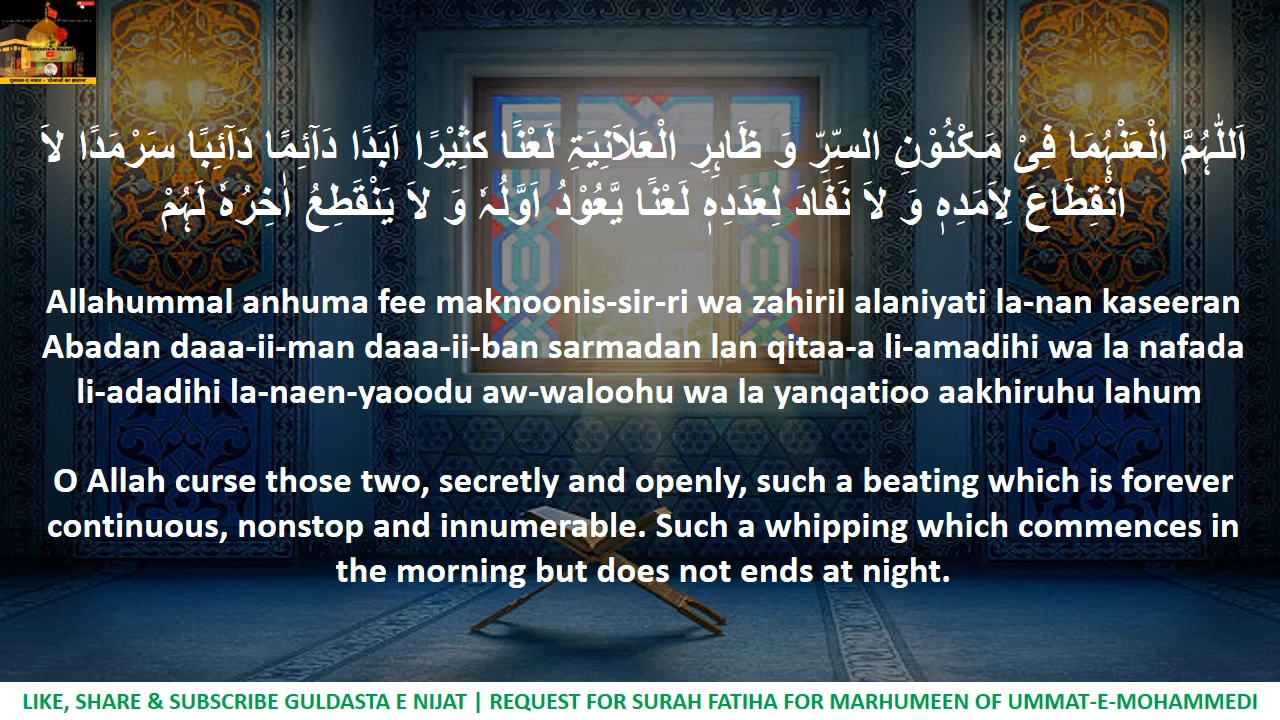 Guldasta-e-Nejaat
اَللّٰہُمَّ الْعَنْہُمَا فِیْ مَکْنُوْنِ السِّرِّ وَ ظَاہِرِ الْعَلاَنِیَۃِ لَعْنًا کَثِیْرًا اَبَدًا دَآئِمًا دَآئِبًا سَرْمَدًا لاَ
انْقِطَاعَ لِاَمَدِہٖ وَ لاَ نَفَادَ لِعَدَدِہٖ لَعْنًا یَّعُوْدُ اَوَّلُہٗ وَ لاَ یَنْقَطِعُ اٰخِرُہٗ لَہُمْ
Allahummal anhuma fee maknoonis-sir-ri wa zahiril alaniyati la-nan kaseeran
Abadan daaa-ii-man daaa-ii-ban sarmadan lan qitaa-a li-amadihi wa la nafada
li-adadihi la-naen-yaoodu aw-waloohu wa la yanqatioo aakhiruhu lahum
O Allah curse those two, secretly and openly, such a beating which is forever
continuous, nonstop and innumerable. Such a whipping which commences in
the morning but does not ends at night.
LIKE, SHARE & SUBSCRIBE GULDASTA E NIJAT | REQUEST FOR SURAH FATIHA FOR MARHUMEEN OF UMMAT-E-MOHAMMEDI